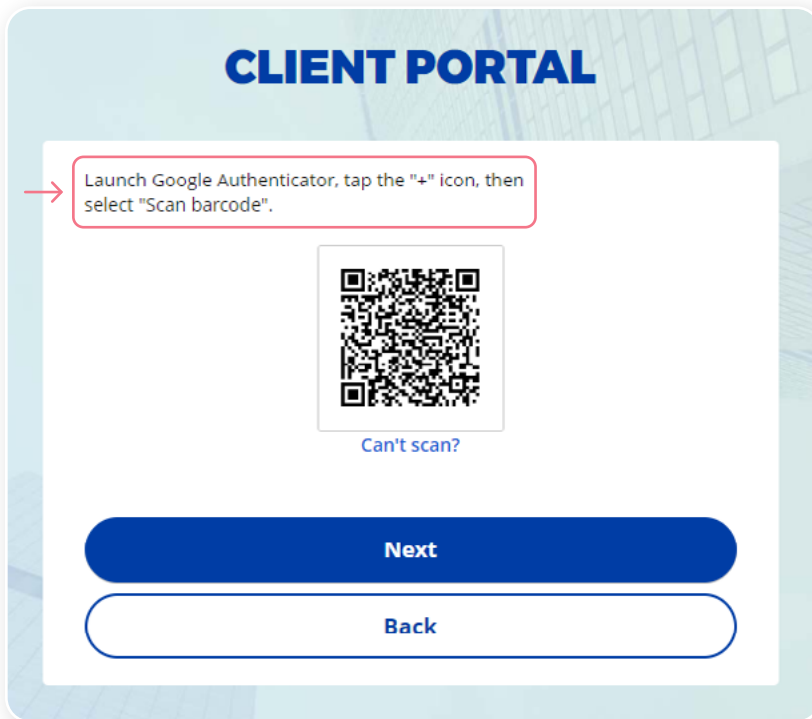 CLIENT PORTAL
Launch Google Authenticator, tap the "+" icon, then
select "Scan barcode".
Can't scan?
Next
Back